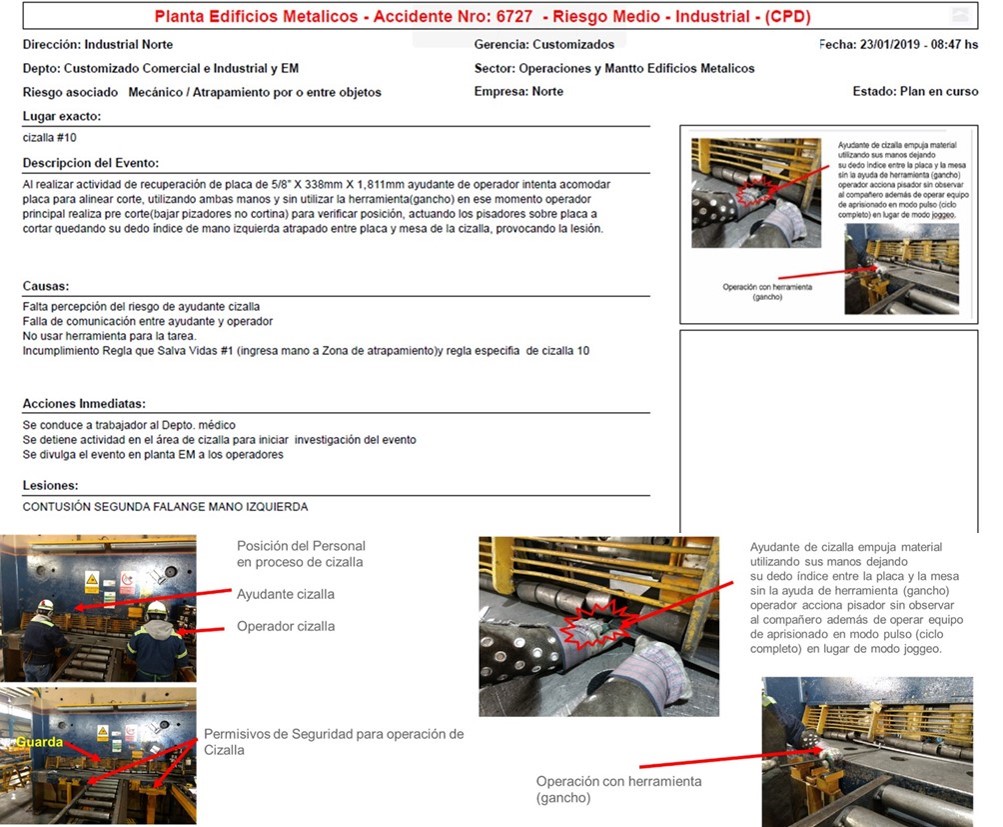 Planta Edificios Metalicos - Accidente Nro: 6727 - Riesgo Medio - Industrial - (CPD)
Dirección: Industrial Norte
Gerencia: Customizados
Fecha: 23/01/2019 - 08:47 hs
Depto: Customizado Comercial e Industrial y EM
Sector: Operaciones y Mantto Edificios Metalicos
Riesgo asociado Mecánico / Atrapamiento por o entre objetos
Empresa: Norte
Estado: Plan en curso
Lugar exacto:
cizalla #10
Descripcion del Evento:
Al realizar actividad de recuperación de placa de 5/8" X 338mm X 1,811mm ayudante de operador intenta acomodar
placa para alinear corte, utilizando ambas manos y sin utilizar la herramienta(gancho) en ese momento operador
principal realiza pre corte(bajar pizadores no cortina) para verificar posición, actuando los pisadores sobre placa a
cortar quedando su dedo índice de mano izquierda atrapado entre placa y mesa de la cizalla, provocando la lesión.
Ayudante de cizalla empuja material
utilizando sus manos dejando
su dedo índice entre la placa y la mesa
sin la ayuda de herramienta (gancho)
operador acciona pisador sin observar
al compañero además de operar equipo
de aprisionado en modo pulso (ciclo
completo) en lugar de modo joggeo.
Operación con herramienta
(gancho)
Causas:
Falta percepción del riesgo de ayudante cizalla
Falla de comunicación entre ayudante y operador
No usar herramienta para la tarea.
Incumplimiento Regla que Salva Vidas #1 (ingresa mano a Zona de atrapamiento)y regla especifia de cizalla 10
Acciones Inmediatas:
Se conduce a trabajador al Depto. médico
Se detiene actividad en el área de cizalla para iniciar investigación del evento
Se divulga el evento en planta EM a los operadores
Lesiones:
CONTUSIÓN SEGUNDA FALANGE MANO IZQUIERDA
Posición del Personal
en proceso de cizalla
Ayudante cizalla
Operador cizalla
Guarda
Permisivos de Seguridad para operación de
Cizalla
Ayudante de cizalla empuja material
utilizando sus manos dejando
su dedo índice entre la placa y la mesa
sin la ayuda de herramienta (gancho)
operador acciona pisador sin observar
al compañero además de operar equipo
de aprisionado en modo pulso (ciclo
completo) en lugar de modo joggeo.
Operación con herramienta
(gancho)